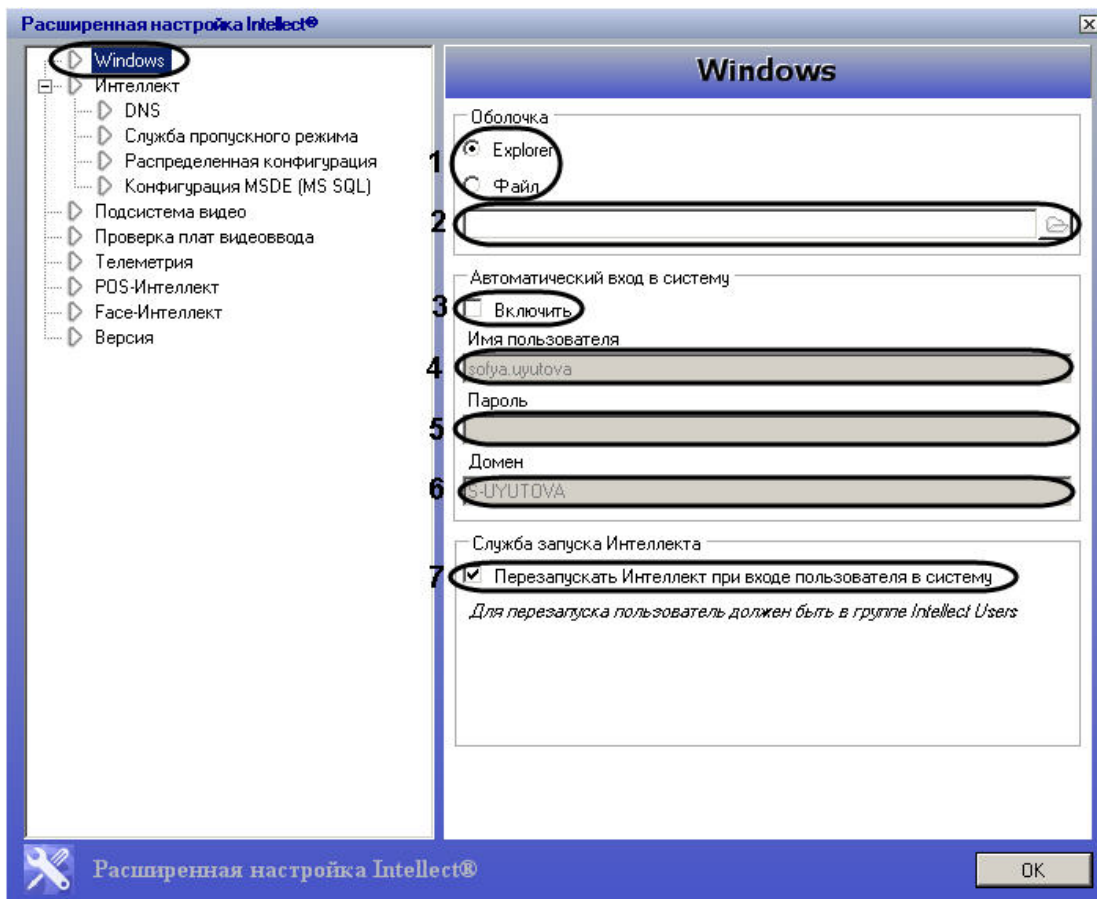 Расширенная настройка Intellect®
Windows
Интеллект
DNS
Служба пропускного режима
Распределенная конфигурация
Конфигурация MSDE (MS SQL)
Подсистема видео
Проверка плат видеоввода
Телеметрия
POS-Интеллект
Face-Интеллект
Версия
Windows
Оболочка
1
Explorer
Файл
2
Автоматический вход в систему
3 Включить
Имя пользователя
4 sofya.uyutova
Пароль
5
Домен
6 S-UYUTOVA
Служба запуска Интеллекта
7 Перезапускать Интеллект при входе пользователя в систему
Для перезапуска пользователь должен быть в группе Intellect Users
Расширенная настройка Intellect®
OK